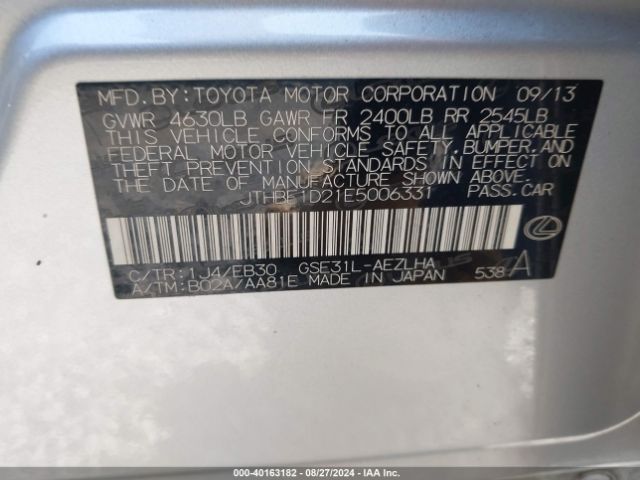 MFD. BY: TOYOTA MOTOR CORPORATION 09/13
GVWR 4630LB GAWR FR 2400LB RR 2545LB
THIS VEHICLE CONFORMS TO ALL APPLICABLE
FEDERAL MOTOR VEHICLE SAFETY, BUMPER, AND
THEFT PREVENTION STANDARDS IN EFFECT ON
THE DATE OF MANUFACTURE SHOWN ABOVE.
JTHBF1D21E5006331 PASS. CAR
C/TR: 1J4/EB30 GSE31L-AEZLHA
A/TM: B02A/AA81E MADE IN JAPAN 538 A
000-40163182 - 08/27/2024 - IAA Inc.